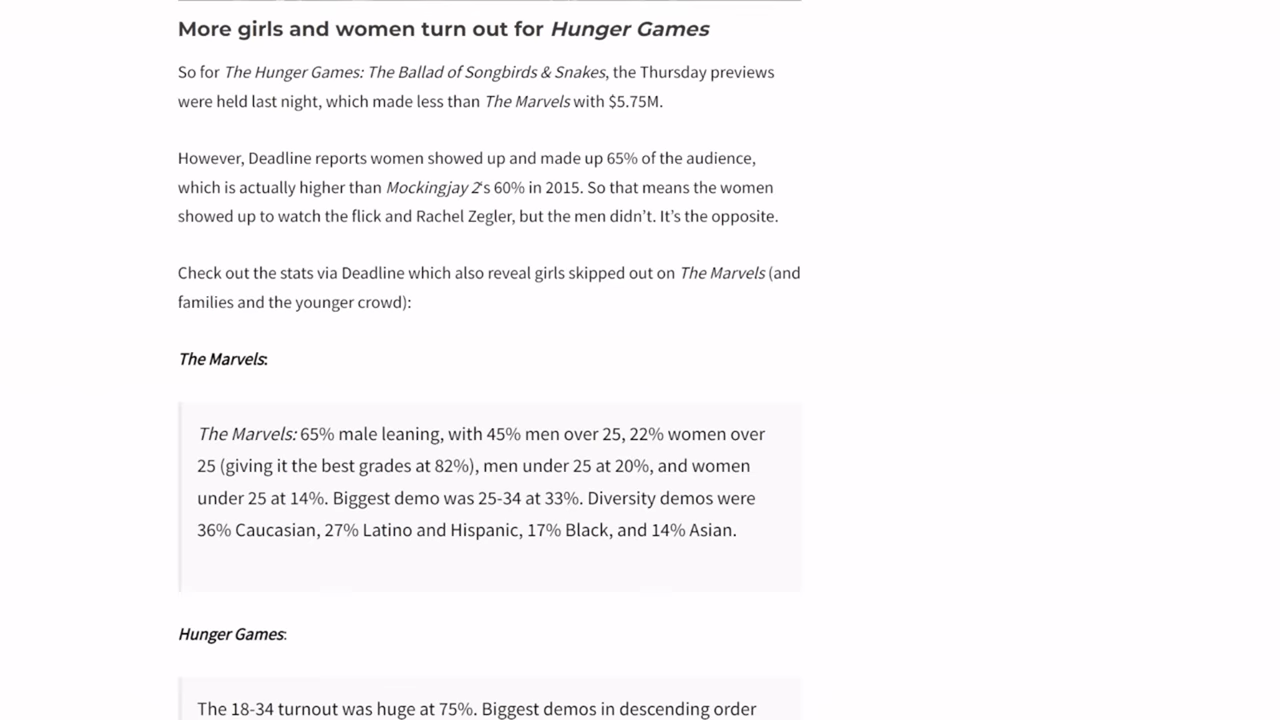 More girls and women turn out for Hunger Games
So for The Hunger Games: The Ballad of Songbirds & Snakes, the Thursday previews
were held last night, which made less than The Marvels with $5.75M.
However, Deadline reports women showed up and made up 65% of the audience,
which is actually higher than Mockingjay 2‘s 60% in 2015. So that means the women
showed up to watch the flick and Rachel Zegler, but the men didn’t. It’s the opposite.
Check out the stats via Deadline which also reveal girls skipped out on The Marvels (and
families and the younger crowd):
The Marvels:
The Marvels: 65% male leaning, with 45% men over 25, 22% women over
25 (giving it the best grades at 82%), men under 25 at 20%, and women
under 25 at 14%. Biggest demo was 25-34 at 33%. Diversity demos were
36% Caucasian, 27% Latino and Hispanic, 17% Black, and 14% Asian.
Hunger Games:
The 18-34 turnout was huge at 75%. Biggest demos in descending order